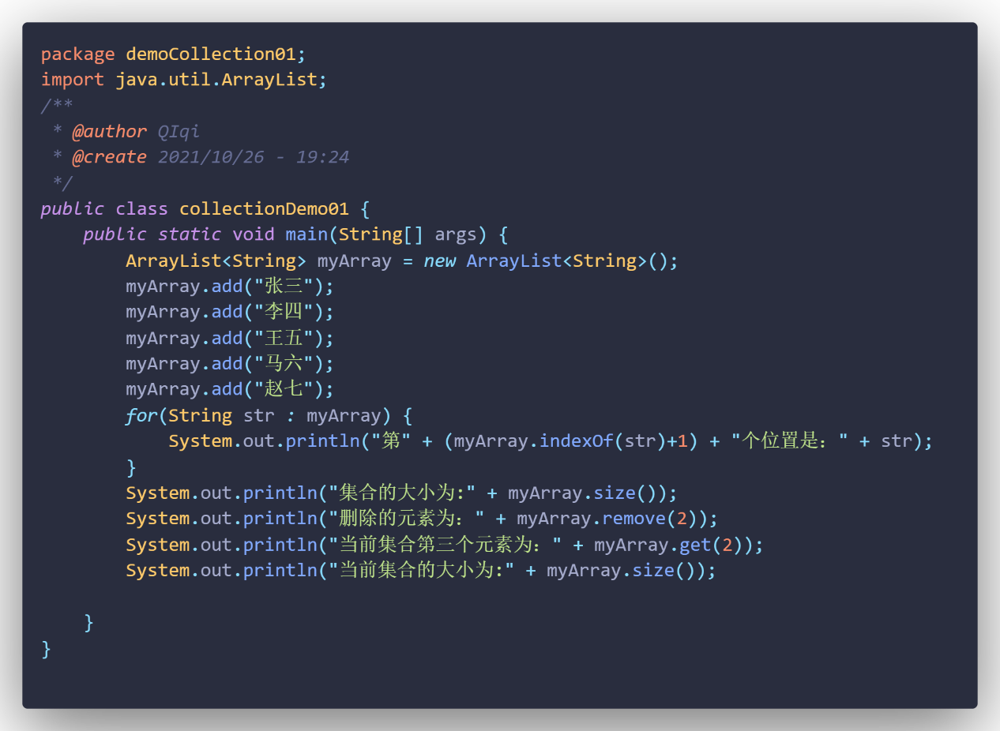 package demoCollection01;
import java.util.ArrayList;
/**
 * @author QIqi
 * @create 2021/10/26 - 19:24
 */
public class collectionDemo01 {
    public static void main(String[] args) {
        ArrayList<String> myArray = new ArrayList<String>();
        myArray.add("张三");
        myArray.add("李四");
        myArray.add("王五");
        myArray.add("马六");
        myArray.add("赵七");
        for(String str : myArray) {
            System.out.println("第" + (myArray.indexOf(str)+1) + "个位置是：" + str);
        }
        System.out.println("集合的大小为:" + myArray.size());
        System.out.println("删除的元素为：" + myArray.remove(2));
        System.out.println("当前集合第三个元素为：" + myArray.get(2));
        System.out.println("当前集合的大小为:" + myArray.size());
    }
}